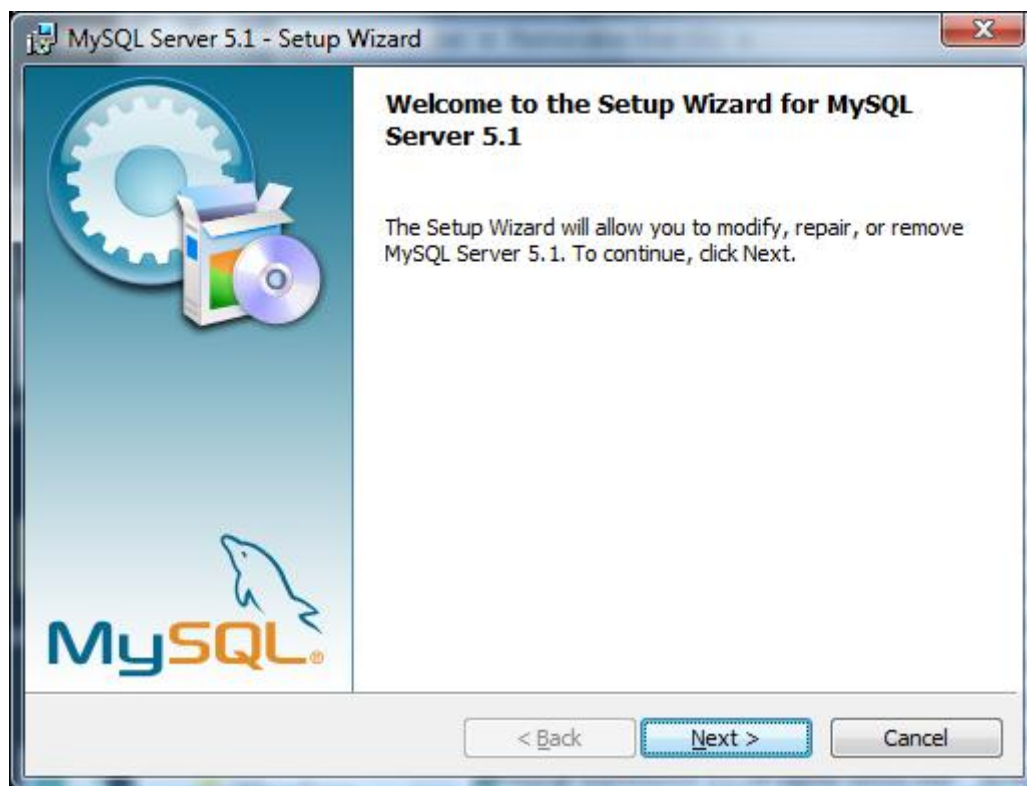 MySQL Server 5.1 - Setup Wizard
Welcome to the Setup Wizard for MySQL
Server 5.1
The Setup Wizard will allow you to modify, repair, or remove
MySQL Server 5.1. To continue, click Next.
MySQL®
< Back
Next >
Cancel